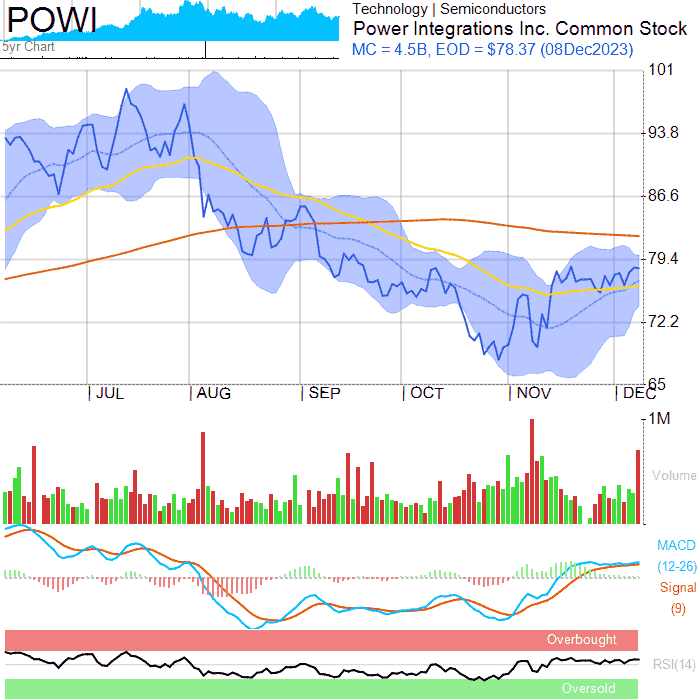 POWI
5yr Chart
Technology | Semiconductors
Power Integrations Inc. Common Stock
MC = 4.5B, EOD = $78.37 (08Dec2023)
101
93.8
86.6
79.4
72.2
65
JUL AUG SEP OCT NOV DEC
1M
Volume
MACD
(12-26)
Signal
(9)
Overbought
RSI(14)
Oversold